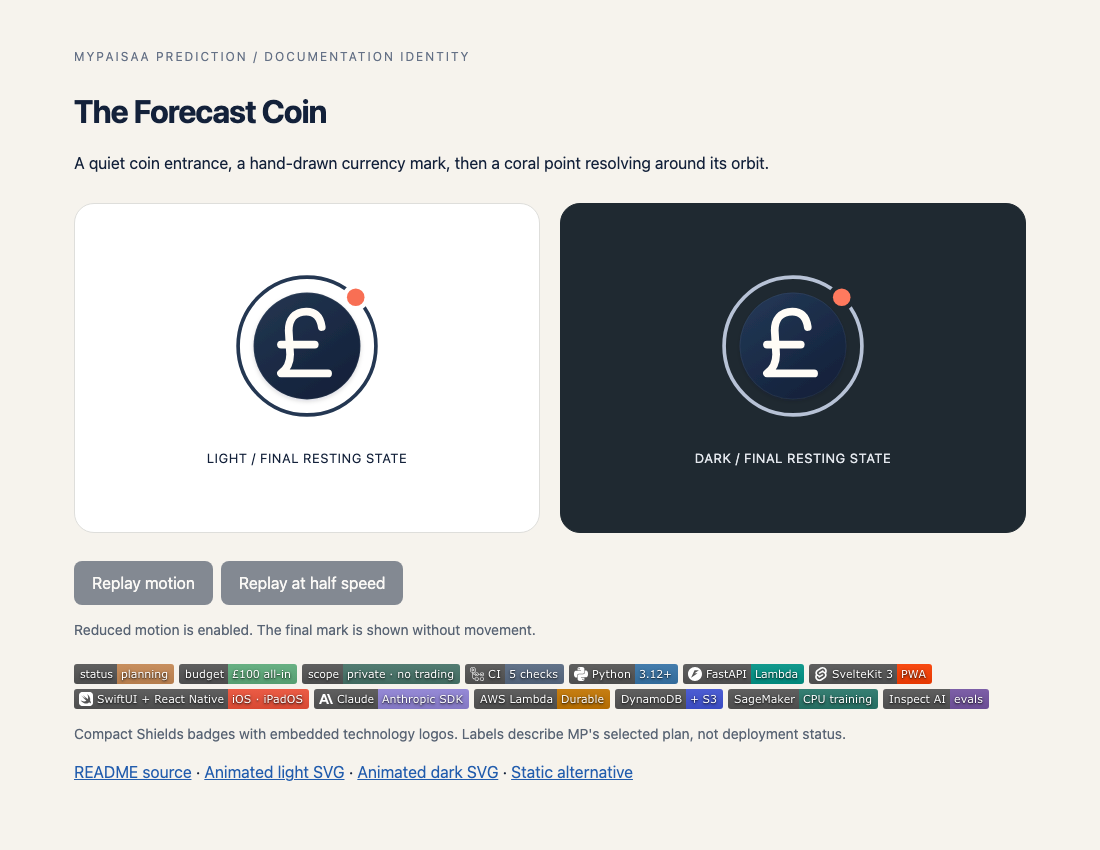 MYPAISAA PREDICTION / DOCUMENTATION IDENTITY
The Forecast Coin
A quiet coin entrance, a hand-drawn currency mark, then a coral point resolving around its orbit.
£ £
LIGHT / FINAL RESTING STATE DARK / FINAL RESTING STATE
Replay motion Replay at half speed
Reduced motion is enabled. The final mark is shown without movement.
status planning budget £100 all-in scope private · no trading CI 5 checks Python 3.12+ FastAPI Lambda SvelteKit 3 PWA
SwiftUI + React Native iOS · iPadOS Claude Anthropic SDK AWS Lambda Durable DynamoDB + S3 SageMaker CPU training Inspect AI evals
Compact Shields badges with embedded technology logos. Labels describe MP's selected plan, not deployment status.
README source · Animated light SVG · Animated dark SVG · Static alternative